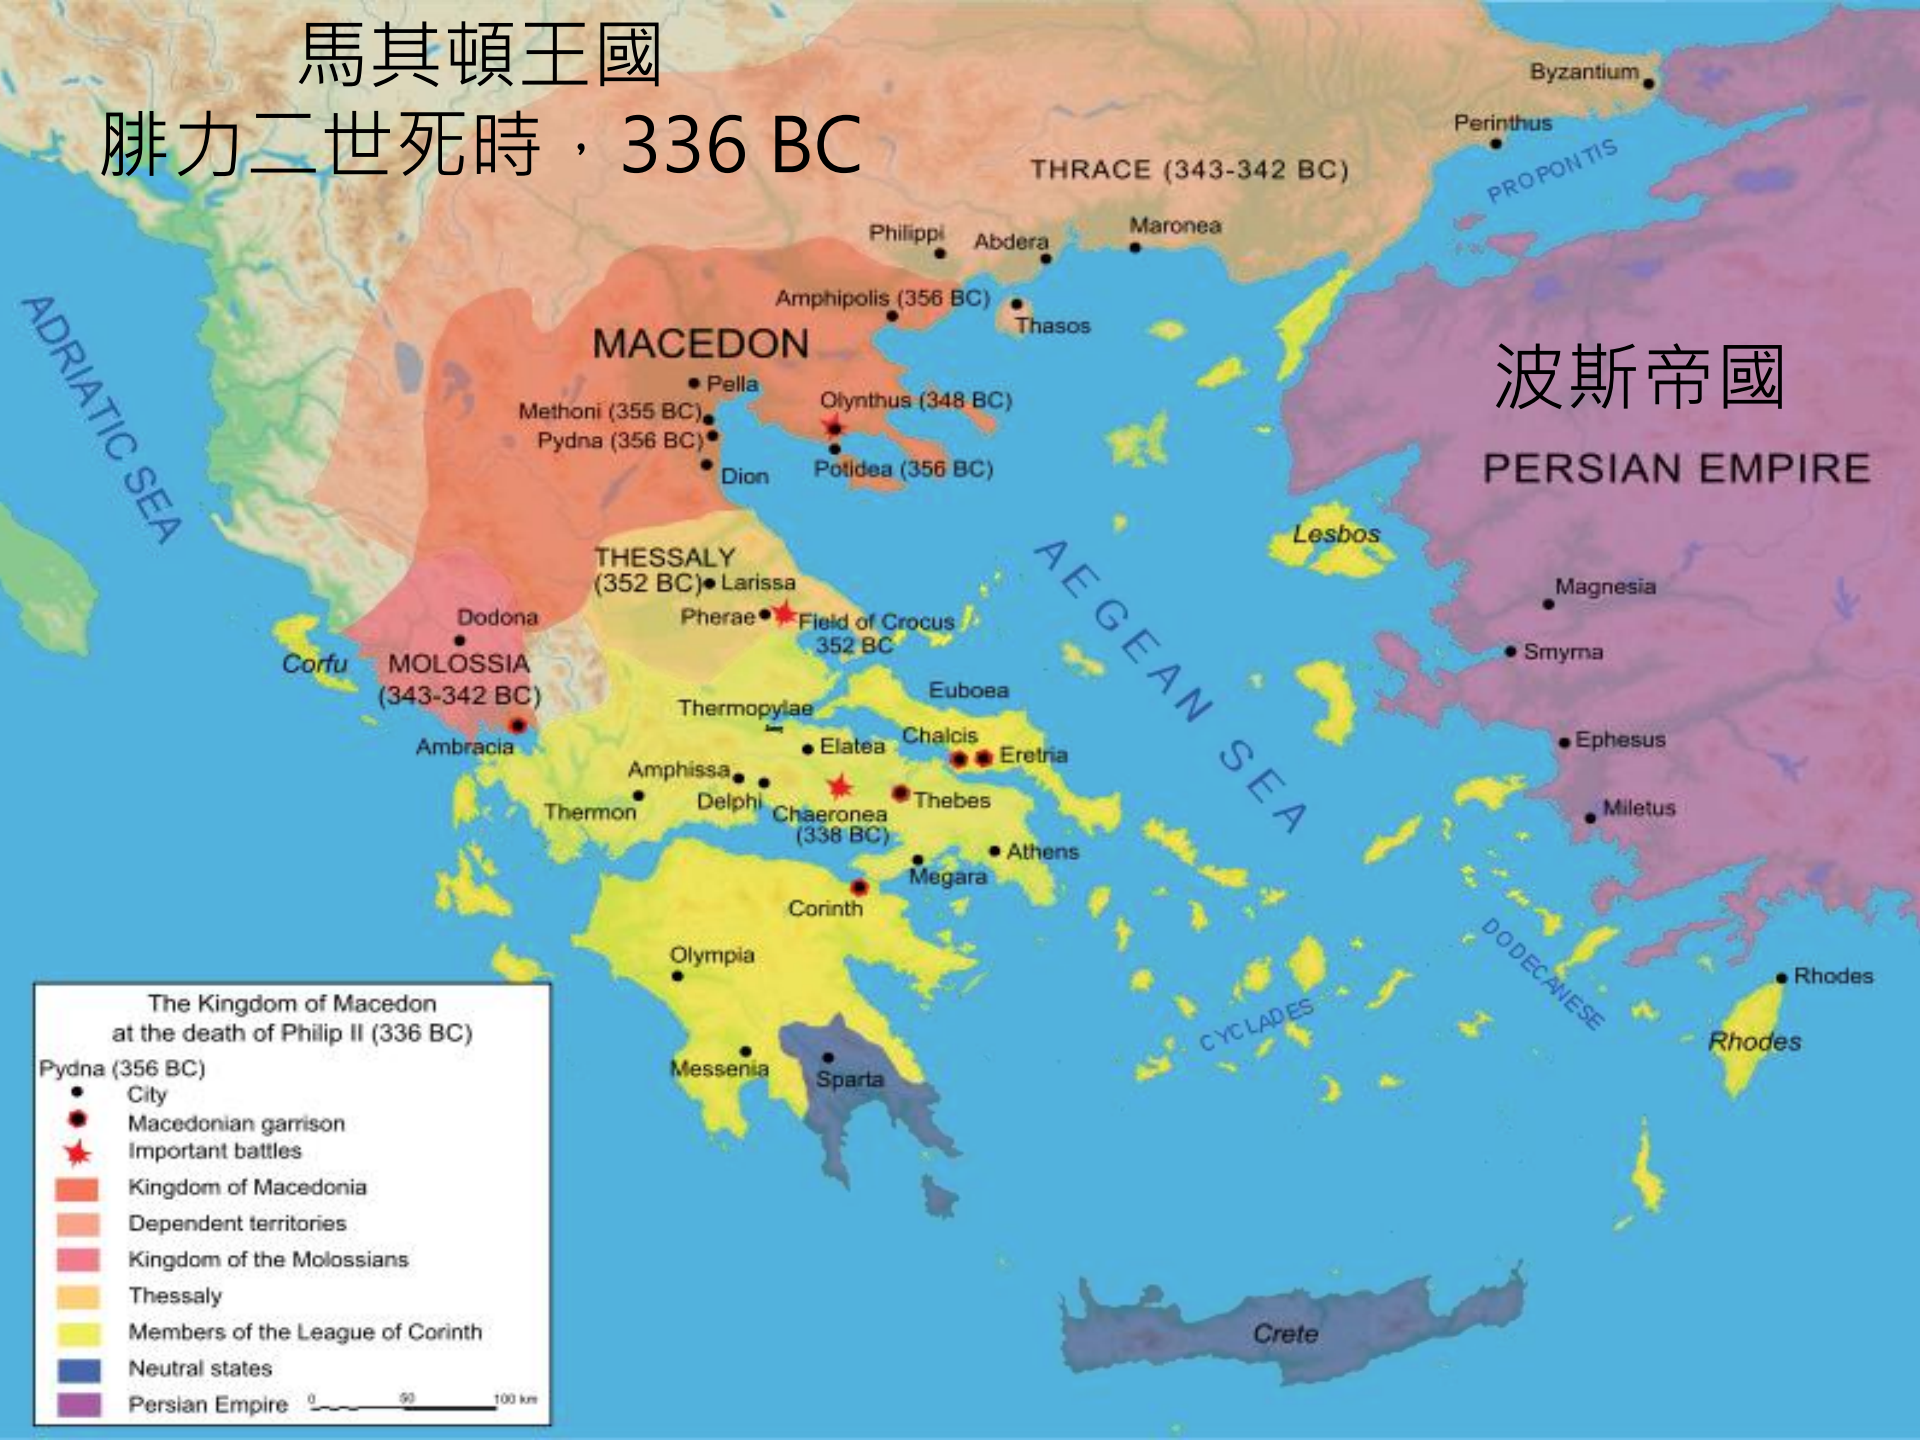 馬其頓王國
腓力二世死時，336 BC
Byzantium
Perinthus
PROPONTIS
THRACE (343-342 BC)
Maronea
Philippi
Abdera
Amphipolis (356 BC)
Thasos
ADRIATIC SEA
MACEDON
Pella
波斯帝國
PERSIAN EMPIRE
Methoni (355 BC)
Olynthus (348 BC)
Pydna (356 BC)
Potidea (356 BC)
Dion
Lesbos
AEGEAN SEA
THESSALY
(352 BC)
Larissa
Magnesia
Dodona
Pherae
Field of Crocus
352 BC
Corfu
MOLOSSIA
(343-342 BC)
Smyrna
Euboea
Thermopylae
Ambracia
Elatea
Chalcis
Eretria
Ephesus
Amphissa
Delphi
Thermon
Chaeronea
(338 BC)
Thebes
Miletus
Athens
Megara
Corinth
Olympia
DODECANESE
Rhodes
CYCLADES
Rhodes
Messenia
Sparta
Crete
The Kingdom of Macedon
at the death of Philip II (336 BC)
Pydna (356 BC)
City
Macedonian garrison
Important battles
Kingdom of Macedonia
Dependent territories
Kingdom of the Molossians
Thessaly
Members of the League of Corinth
Neutral states
Persian Empire
0 50 100 km